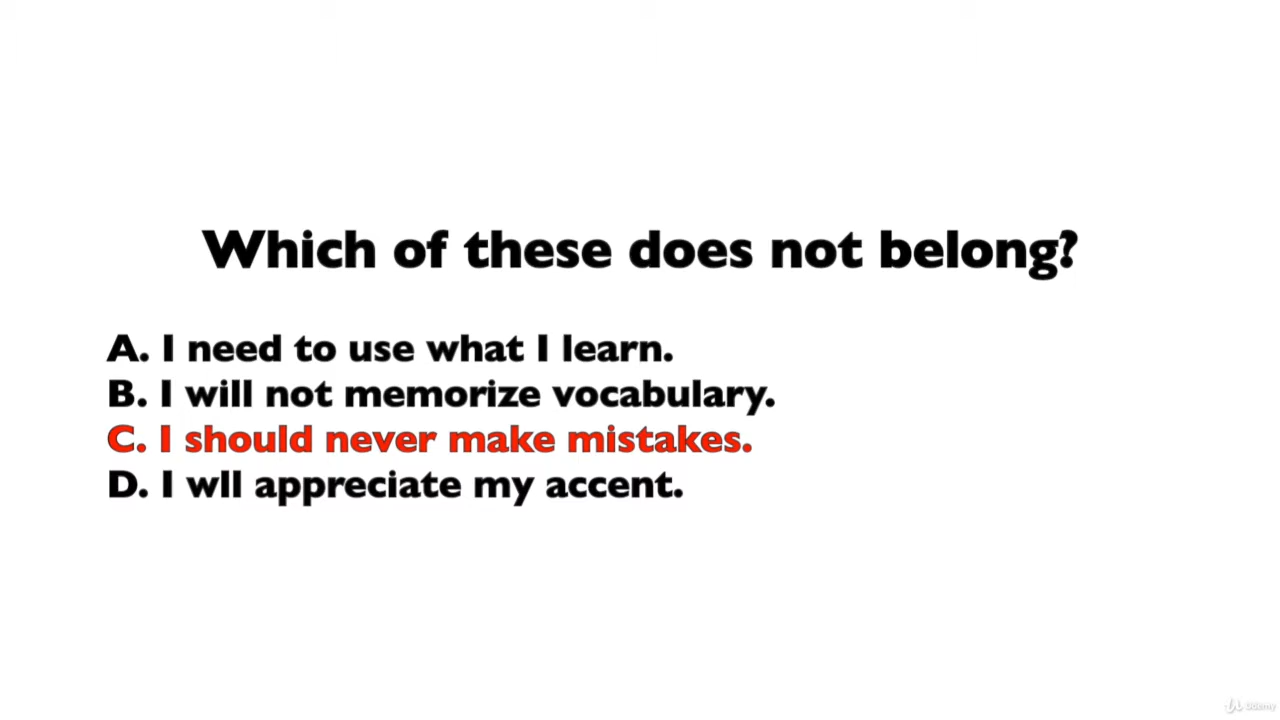 Which of these does not belong?
A. I need to use what I learn.
B. I will not memorize vocabulary.
C. I should never make mistakes.
D. I wll appreciate my accent.
Udemy